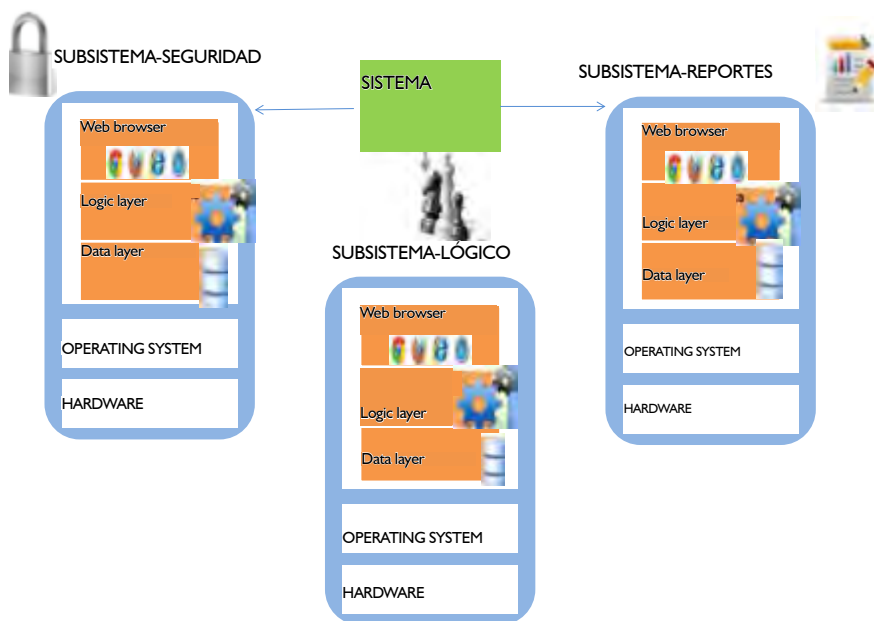 SUBSISTEMA-SEGURIDAD
Web browser
Logic layer
Data layer
OPERATING SYSTEM
HARDWARE
SISTEMA
SUBSISTEMA-LÓGICO
Web browser
Logic layer
Data layer
OPERATING SYSTEM
HARDWARE
SUBSISTEMA-REPORTES
Web browser
Logic layer
Data layer
OPERATING SYSTEM
HARDWARE